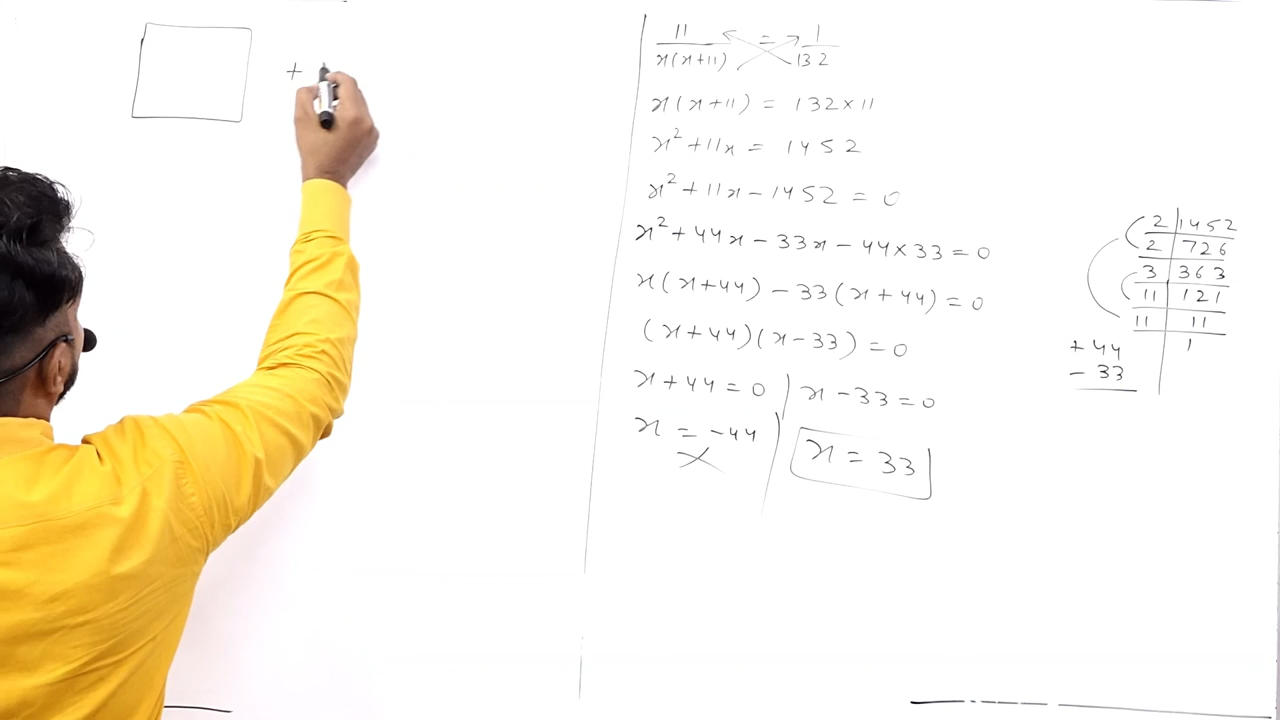 +
11/x(x+11) = 1/132
x(x+11) = 132×11
x²+11x = 1452
x²+11x-1452 = 0
x²+44x-33x-44×33=0
x(x+44)-33(x+44)=0
(x+44)(x-33)=0
x+44=0 | x-33=0
x = -44 | x = 33
2 | 1452
2 | 726
3 | 363
11 | 121
11 | 11
1
+44
-33